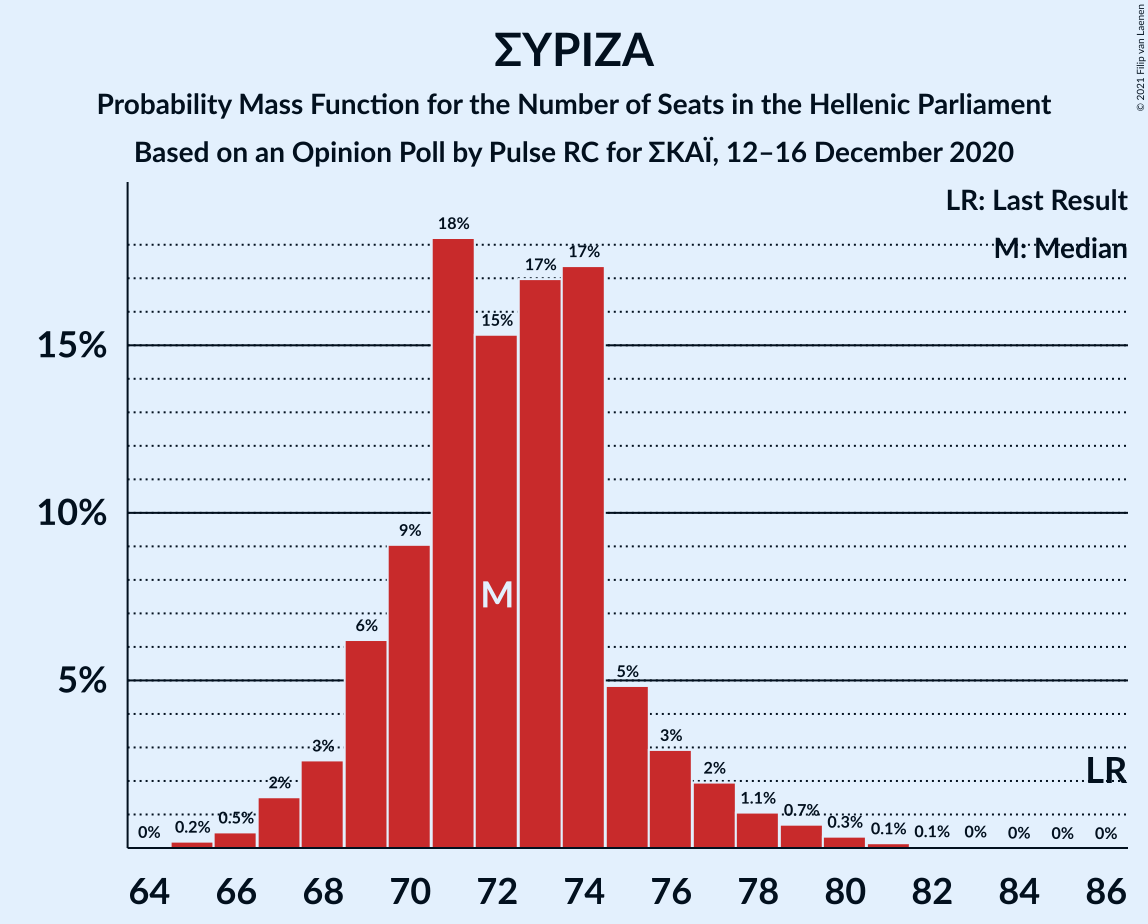 ΣΥΡΙΖΑ
Probability Mass Function for the Number of Seats in the Hellenic Parliament
Based on an Opinion Poll by Pulse RC for ΣΚΑΪ, 12–16 December 2020
© 2021 Filip van Laenen
LR: Last Result
M: Median
15%
10%
5%
0%
0.2%
0.5%
2%
3%
6%
9%
18%
15%
17%
17%
5%
3%
2%
1.1%
0.7%
0.3%
0.1%
0.1%
0%
0%
0%
0%
M
LR
64 66 68 70 72 74 76 78 80 82 84 86